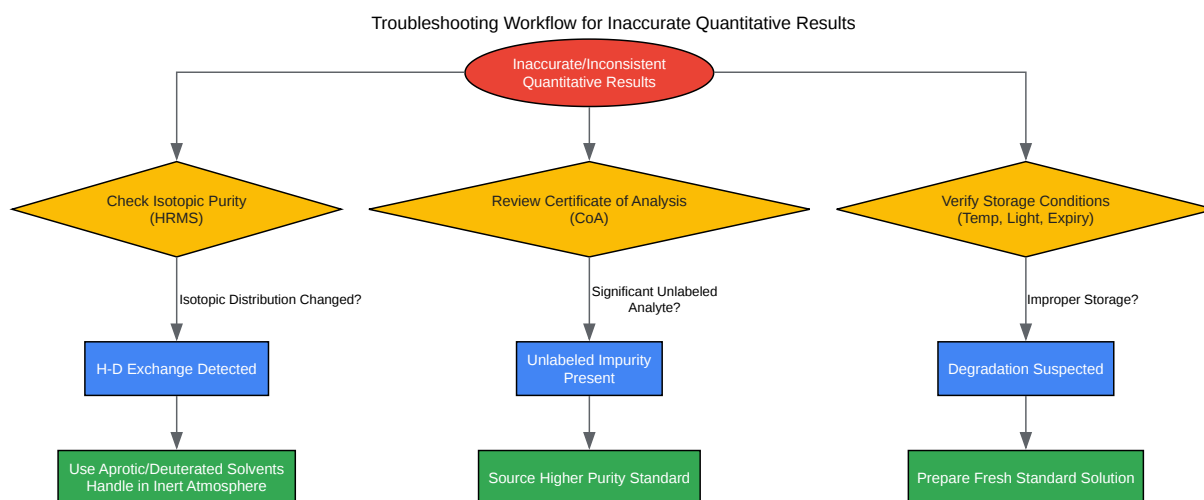 Troubleshooting Workflow for Inaccurate Quantitative Results
Inaccurate/Inconsistent
Quantitative Results
Check Isotopic Purity
(HRMS)
Review Certificate of Analysis
(CoA)
Verify Storage Conditions
(Temp, Light, Expiry)
Isotopic Distribution Changed?
Significant Unlabeled
Analyte?
Improper Storage?
H-D Exchange Detected
Unlabeled Impurity
Present
Degradation Suspected
Use Aprotic/Deuterated Solvents
Handle in Inert Atmosphere
Source Higher Purity Standard
Prepare Fresh Standard Solution